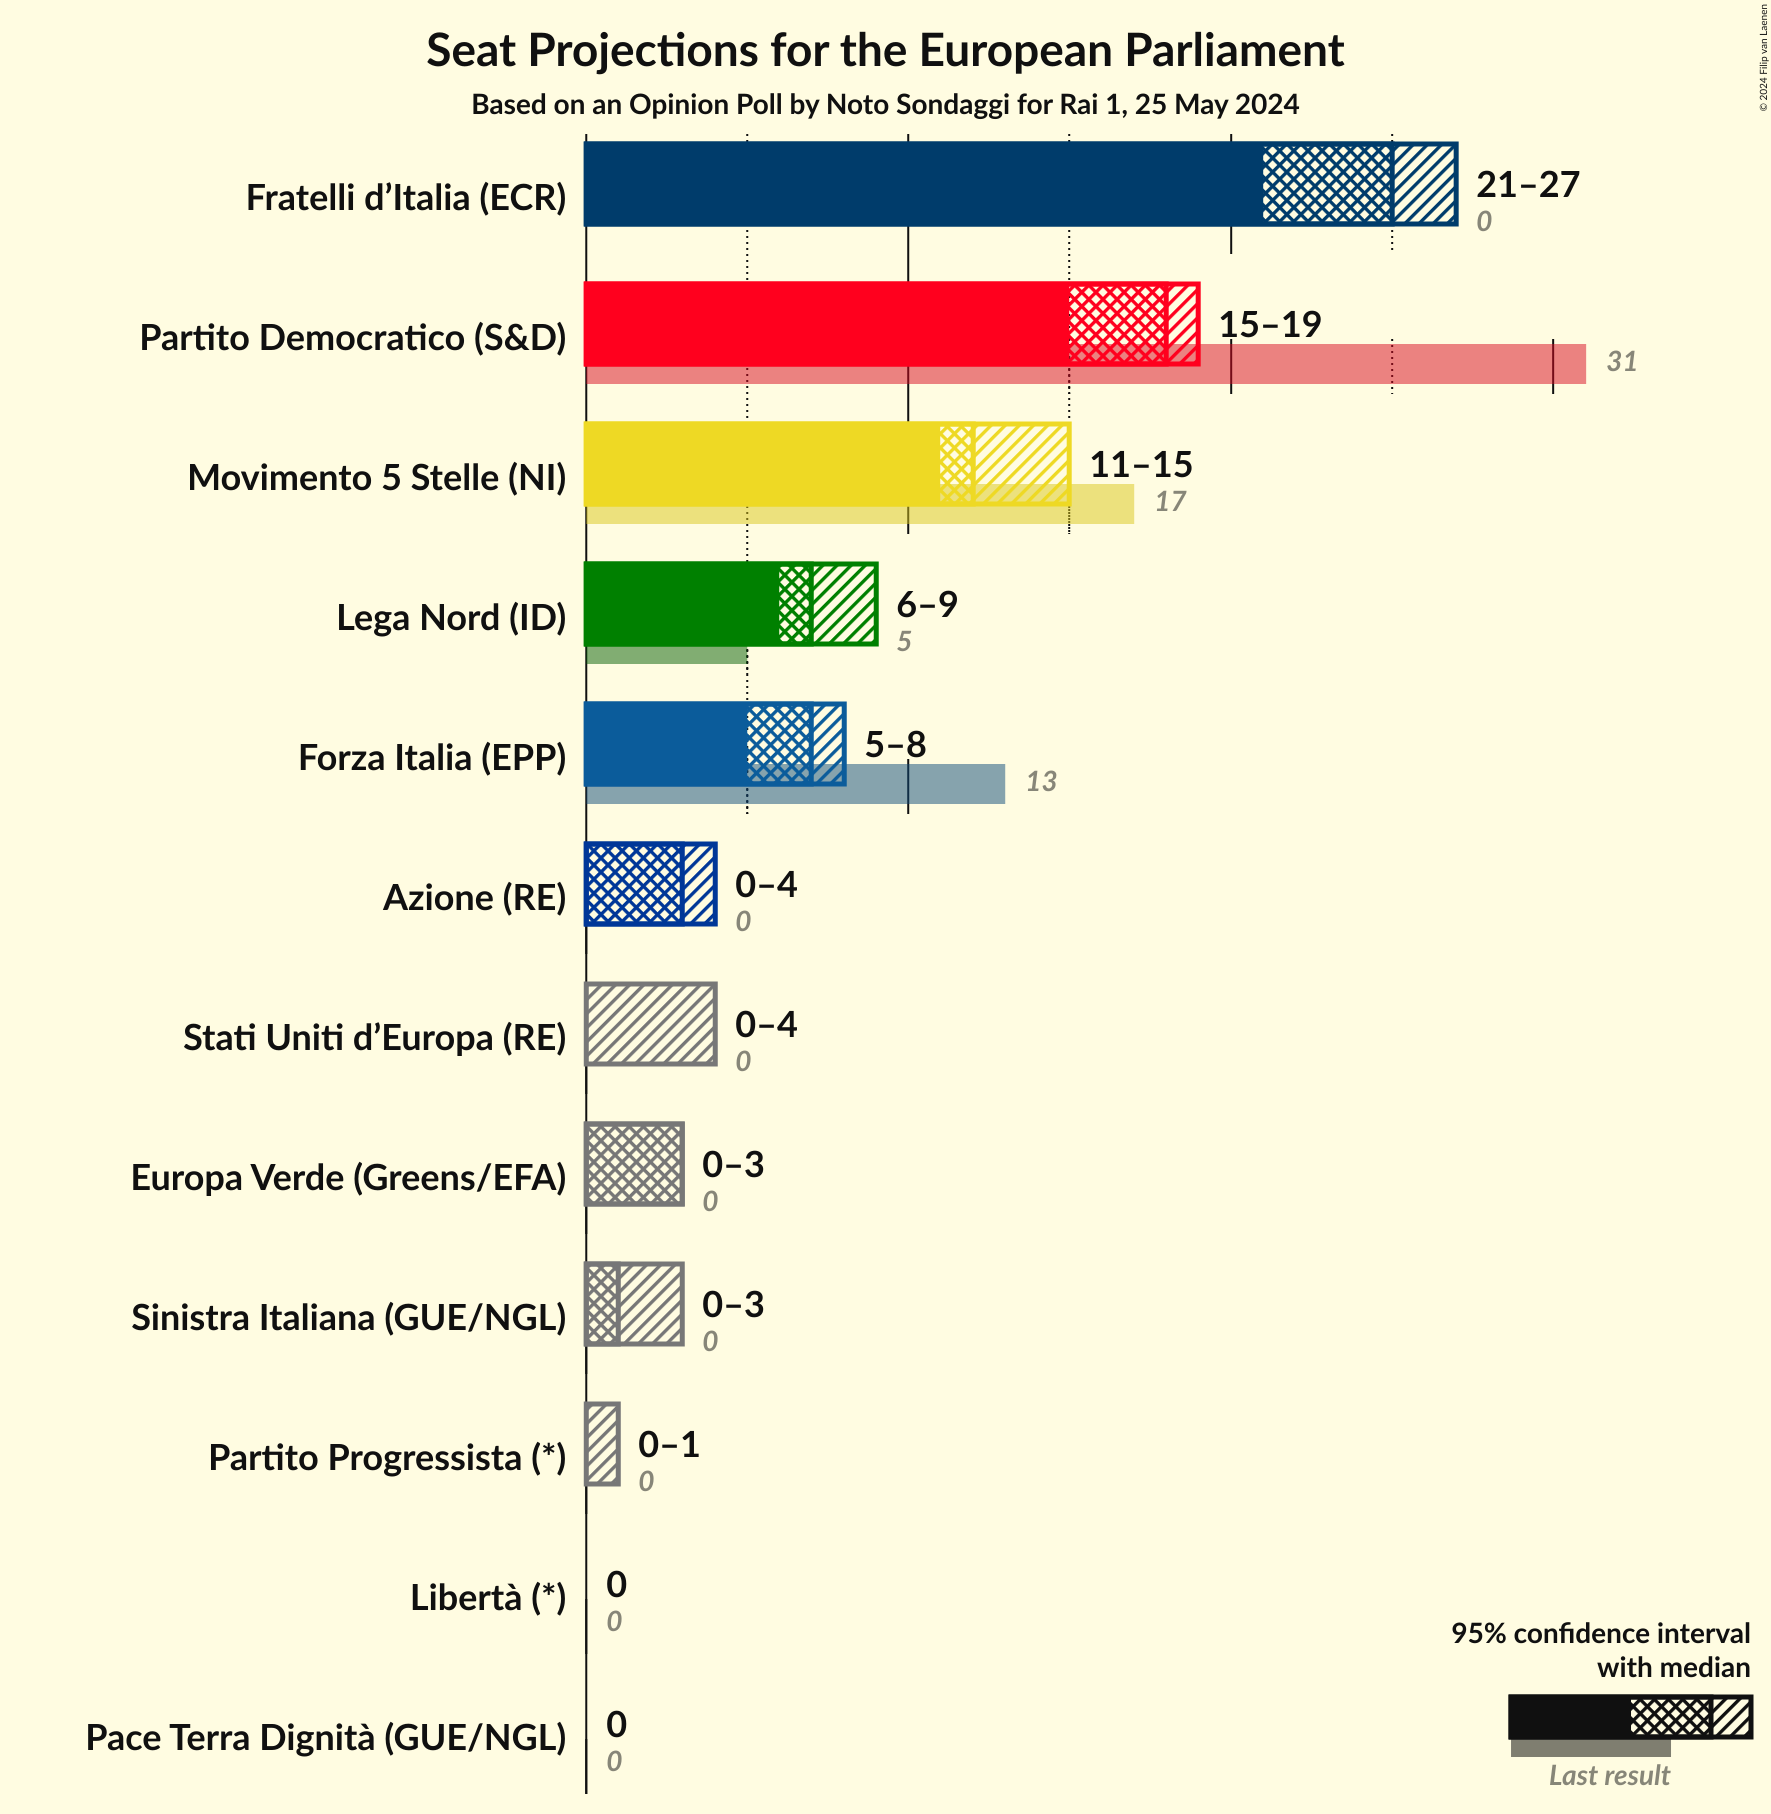 © 2024 Filip van Laenen
Seat Projections for the European Parliament
Based on an Opinion Poll by Noto Sondaggi for Rai 1, 25 May 2024
Fratelli d’Italia (ECR)
21–27
0
Partito Democratico (S&D)
15–19
31
Movimento 5 Stelle (NI)
11–15
17
Lega Nord (ID)
6–9
5
Forza Italia (EPP)
5–8
13
Azione (RE)
0–4
0
Stati Uniti d’Europa (RE)
0–4
0
Europa Verde (Greens/EFA)
0–3
0
Sinistra Italiana (GUE/NGL)
0–3
0
Partito Progressista (*)
0–1
0
Libertà (*)
0
0
Pace Terra Dignità (GUE/NGL)
0
0
95% confidence interval
with median
Last result